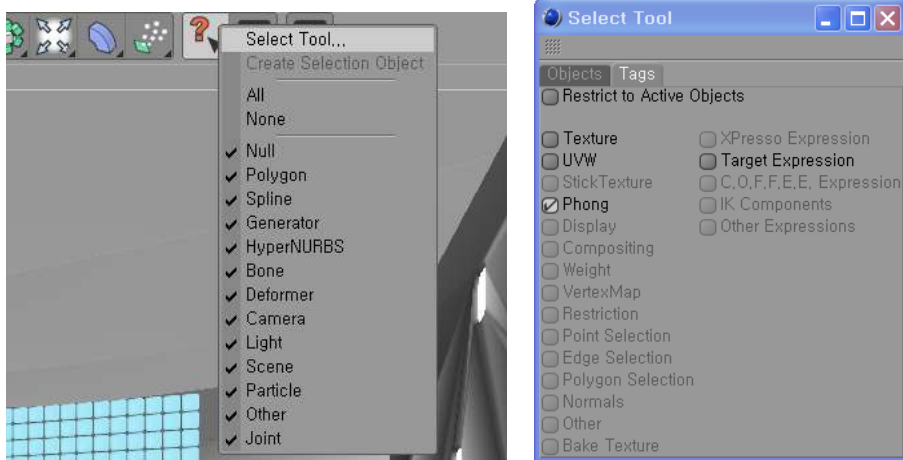 Select Tool...
Create Selection Object
All
None
Null
Polygon
Spline
Generator
HyperNURBS
Bone
Deformer
Camera
Light
Scene
Particle
Other
Joint
Select Tool
Objects Tags
Restrict to Active Objects
Texture XPresso Expression
UVW Target Expression
StickTexture C.O.F.F.E.E. Expression
Phong IK Components
Display Other Expressions
Compositing
Weight
VertexMap
Restriction
Point Selection
Edge Selection
Polygon Selection
Normals
Other
Bake Texture